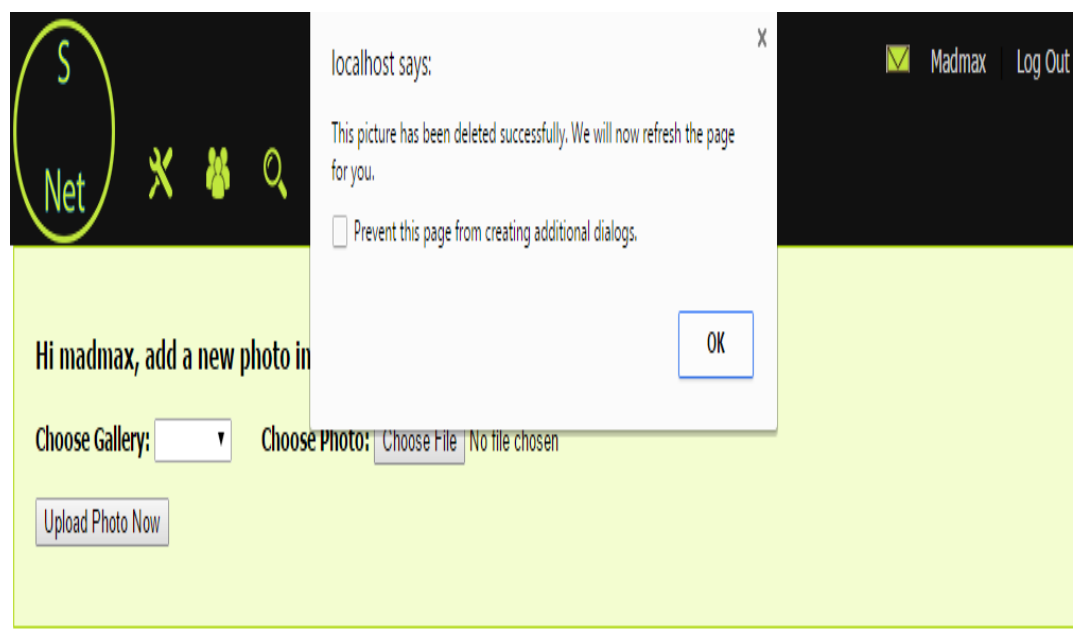 S
Net
Madmax
Log Out
localhost says:
X
This picture has been deleted successfully. We will now refresh the page
for you.
Prevent this page from creating additional dialogs.
OK
Hi madmax, add a new photo in
Choose Gallery:
Choose Photo: Choose File No file chosen
Upload Photo Now